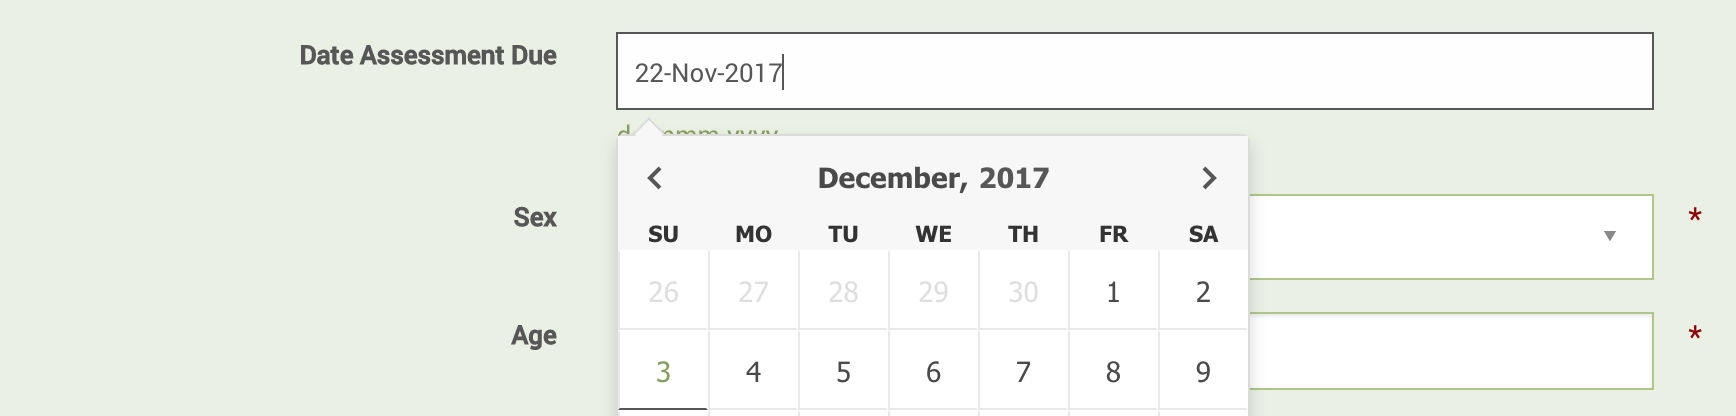 Date Assessment Due
22-Nov-2017
December, 2017
SU MO TU WE TH FR SA
26 27 28 29 30 1 2
3 4 5 6 7 8 9
Sex
*
Age
*